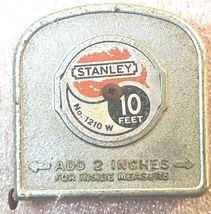 STANLEY
No. 1210 W
10
FEET
ADD 2 INCHES
FOR INSIDE MEASURE